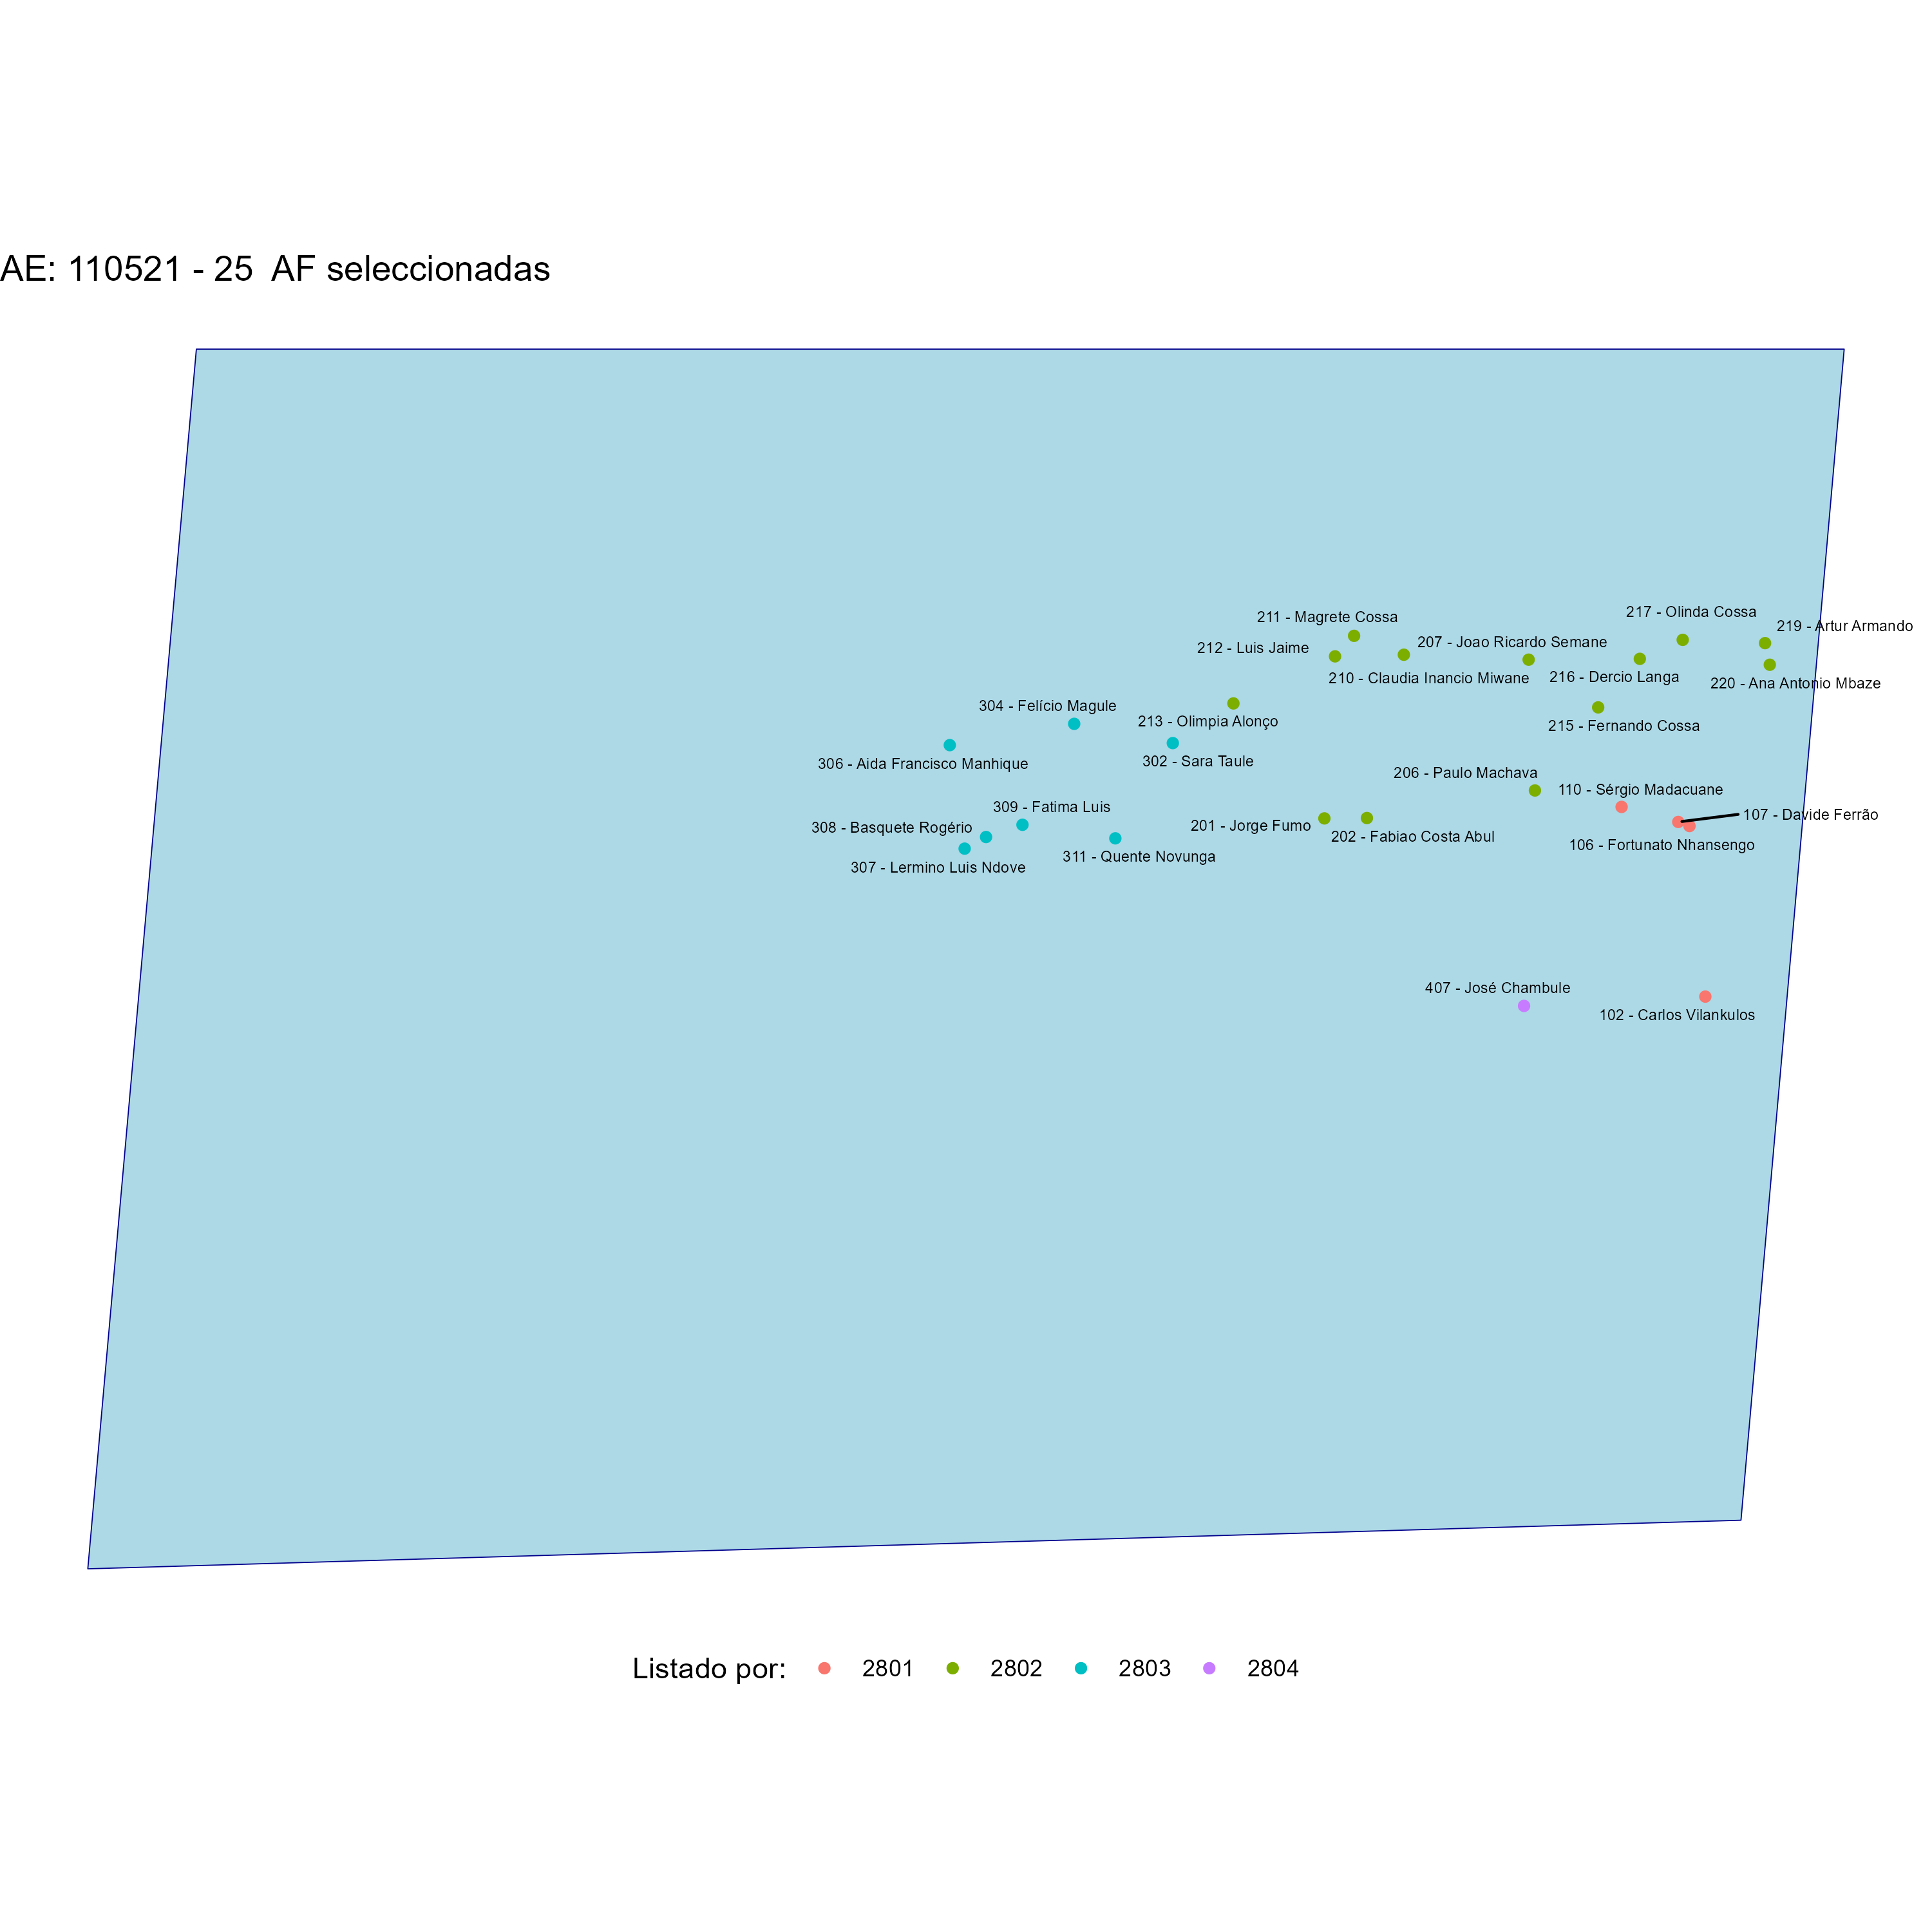 AE: 110521 - 25  AF seleccionadas
217 - Olinda Cossa
211 - Magrete Cossa
219 - Artur Armando
207 - Joao Ricardo Semane
212 - Luis Jaime
216 - Dercio Langa
210 - Claudia Inancio Miwane
220 - Ana Antonio Mbaze
304 - Felício Magule
213 - Olimpia Alonço
215 - Fernando Cossa
302 - Sara Taule
306 - Aida Francisco Manhique
206 - Paulo Machava
110 - Sérgio Madacuane
309 - Fatima Luis
107 - Davide Ferrão
201 - Jorge Fumo
308 - Basquete Rogério
202 - Fabiao Costa Abul
106 - Fortunato Nhansengo
311 - Quente Novunga
307 - Lermino Luis Ndove
407 - José Chambule
102 - Carlos Vilankulos
Listado por: 2801 2802 2803 2804